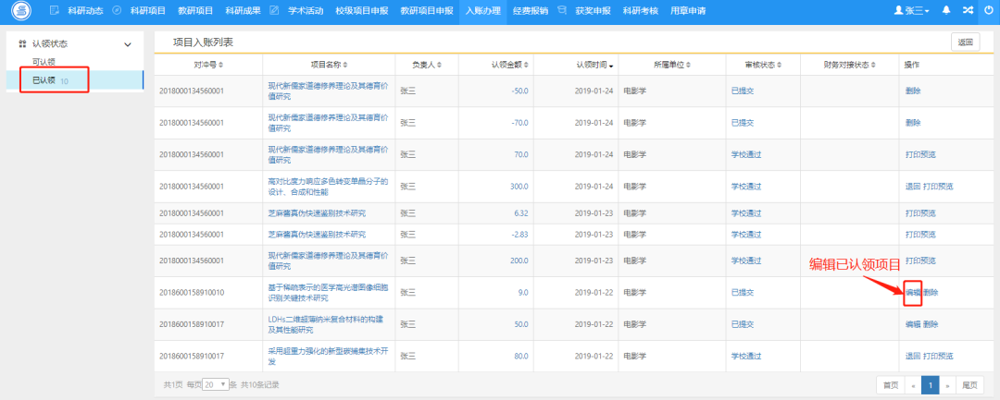 科研动态 科研项目 教研项目 科研成果 学术活动 校级项目申报 教研项目申报 入账办理 经费报销 获奖申报 科研考核 用章申请 张三
认领状态
可认领
已认领 10
项目入账列表 返回
对冲号 项目名称 负责人 认领金额 认领时间 所属单位 审核状态 财务对接状态 操作
2018000134560001 现代新儒家道德修养理论及其德育价 张三 -50.0 2019-01-24 电影学 已提交 删除
值研究
2018000134560001 现代新儒家道德修养理论及其德育价 张三 -70.0 2019-01-24 电影学 已提交 删除
值研究
2018000134560001 现代新儒家道德修养理论及其德育价 张三 70.0 2019-01-24 电影学 学校通过 打印预览
值研究
2018000134560001 高对比度力响应多色转变单晶分子的 张三 300.0 2019-01-24 电影学 学校通过 退回 打印预览
设计、合成和性能
2018000134560001 芝麻酱真伪快速鉴别技术研究 张三 6.32 2019-01-23 电影学 学校通过 打印预览
2018000134560001 芝麻酱真伪快速鉴别技术研究 张三 -2.83 2019-01-23 电影学 学校通过 打印预览
2018000134560001 现代新儒家道德修养理论及其德育价 张三 200.0 2019-01-23 电影学 学校通过 打印预览
值研究
编辑已认领项目
2018600158910010 基于稀疏表示的医学高光谱图像细胞 张三 9.0 2019-01-22 电影学 已提交 编辑 删除
识别关键技术研究
2018600158910017 LDHs二维超薄纳米复合材料的构建 张三 50.0 2019-01-22 电影学 已提交 编辑 删除
及其性能研究
2018600158910017 采用超重力强化的新型碳捕集技术开 张三 80.0 2019-01-22 电影学 学校通过 退回 打印预览
发
共1页 每页 20 条 共10条记录 首页 « 1 » 尾页